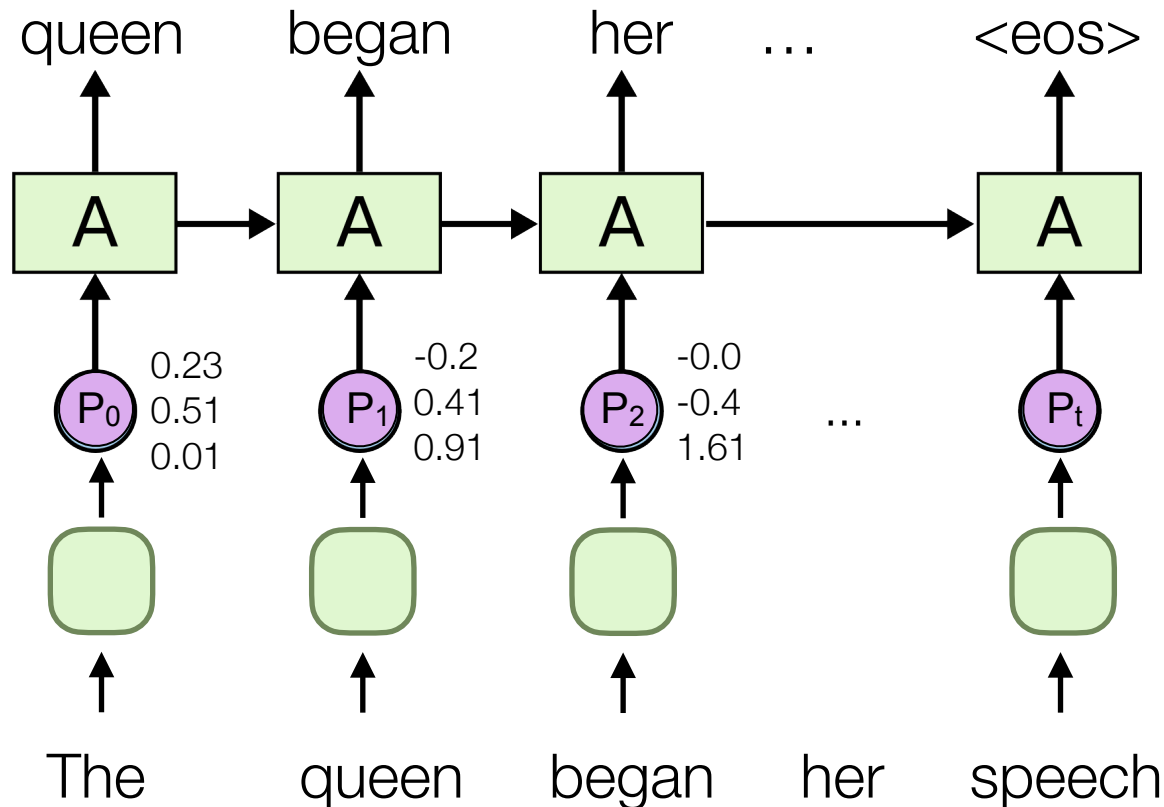 queen began her ... <eos>
A A A A
P₀ 0.23 0.51 0.01
P₁ -0.2 0.41 0.91
P₂ -0.0 -0.4 1.61
...
Pₜ
The queen began her speech